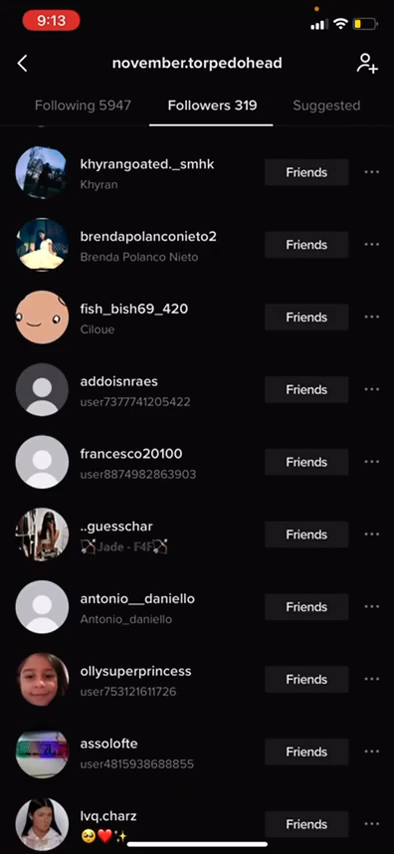 9:13
november.torpedohead
Following 5947 Followers 319 Suggested
khyrangoated._smhk
Khyran
Friends
brendapolanconieto2
Brenda Polanco Nieto
Friends
fish_bish69_420
Ciloue
Friends
addoisnraes
user7377741205422
Friends
francesco20100
user8874982863903
Friends
..guesschar
🏹Jade - F4F🏹
Friends
antonio__daniello
Antonio_daniello
Friends
ollysuperprincess
user753121611726
Friends
assolofte
user4815938688855
Friends
lvq.charz
🥺❤️✨
Friends